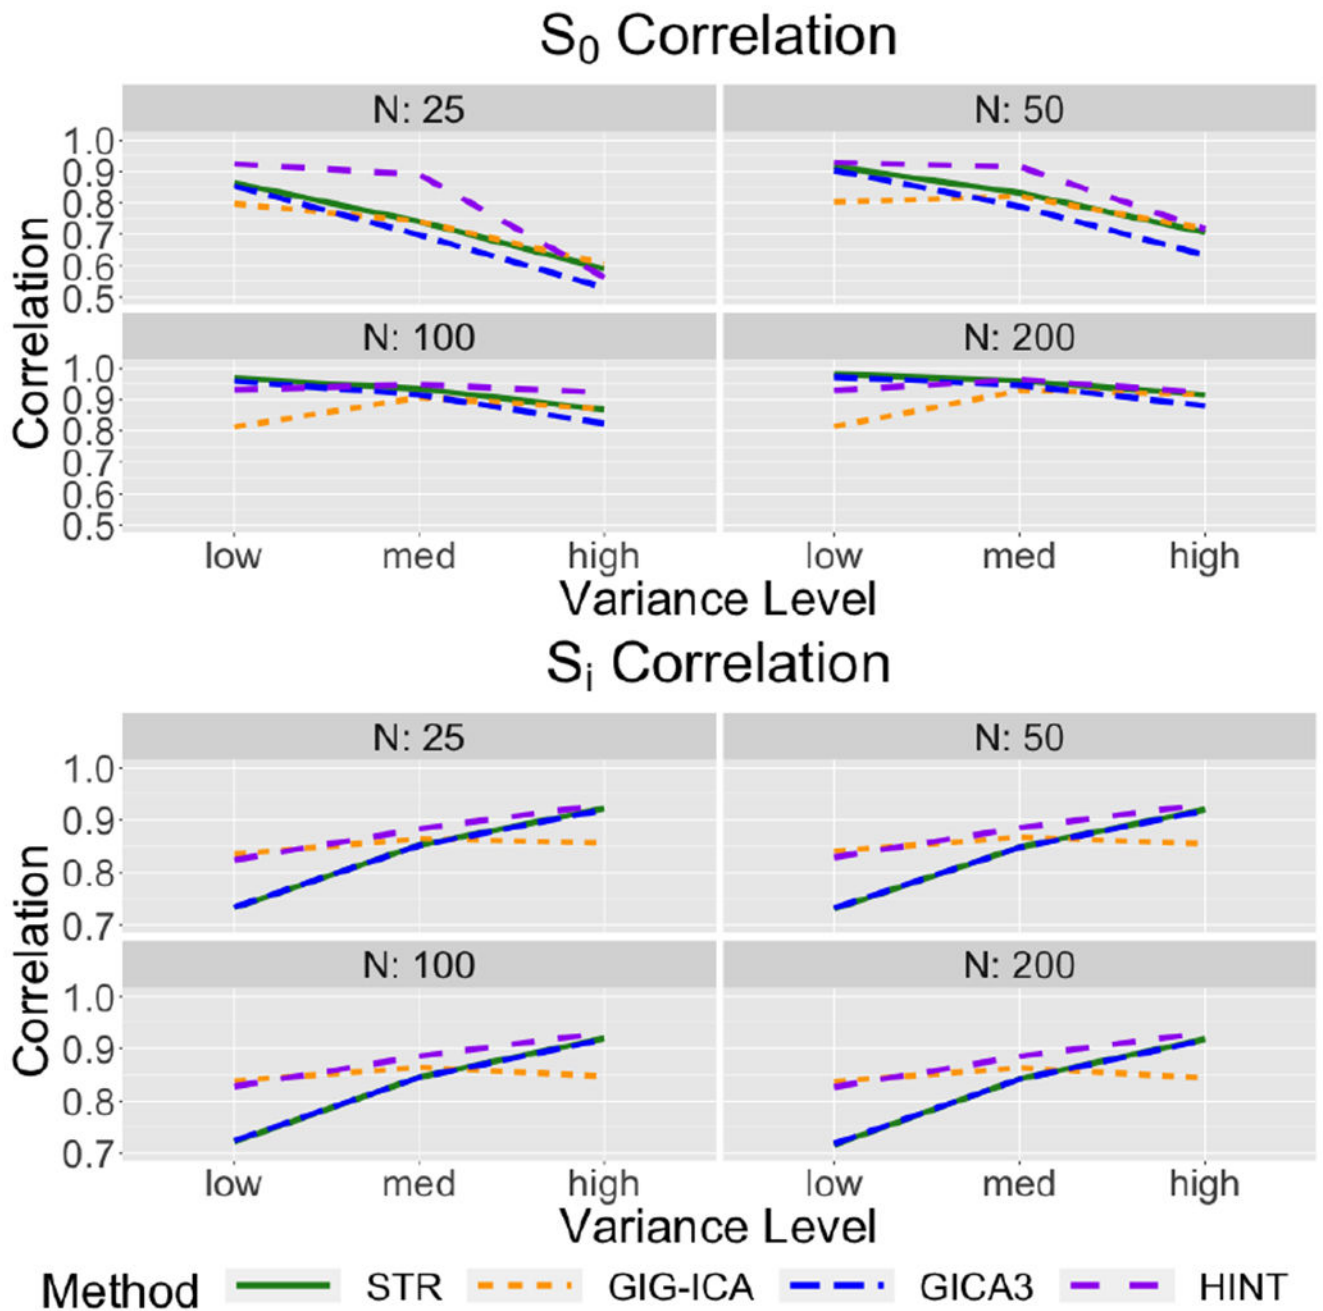 S₀ Correlation
N: 25 N: 50
1.0
0.9
0.8
0.7
0.6
0.5
N: 100 N: 200
1.0
0.9
0.8
0.7
0.6
0.5
Correlation
low med high low med high
Variance Level
Sᵢ Correlation
N: 25 N: 50
1.0
0.9
0.8
0.7
N: 100 N: 200
1.0
0.9
0.8
0.7
Correlation
low med high low med high
Variance Level
Method STR GIG-ICA GICA3 HINT